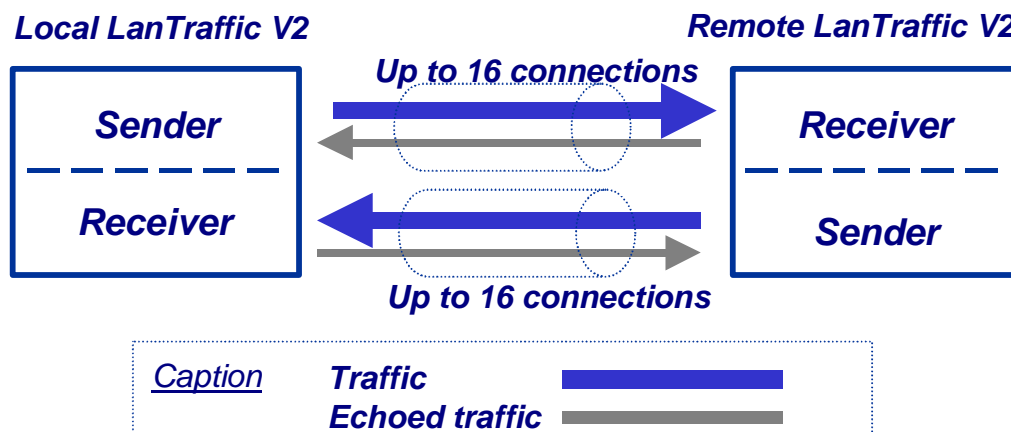 Local LanTraffic V2
Remote LanTraffic V2
Up to 16 connections
Sender
Receiver
Receiver
Sender
Up to 16 connections
Caption
Traffic
Echoed traffic